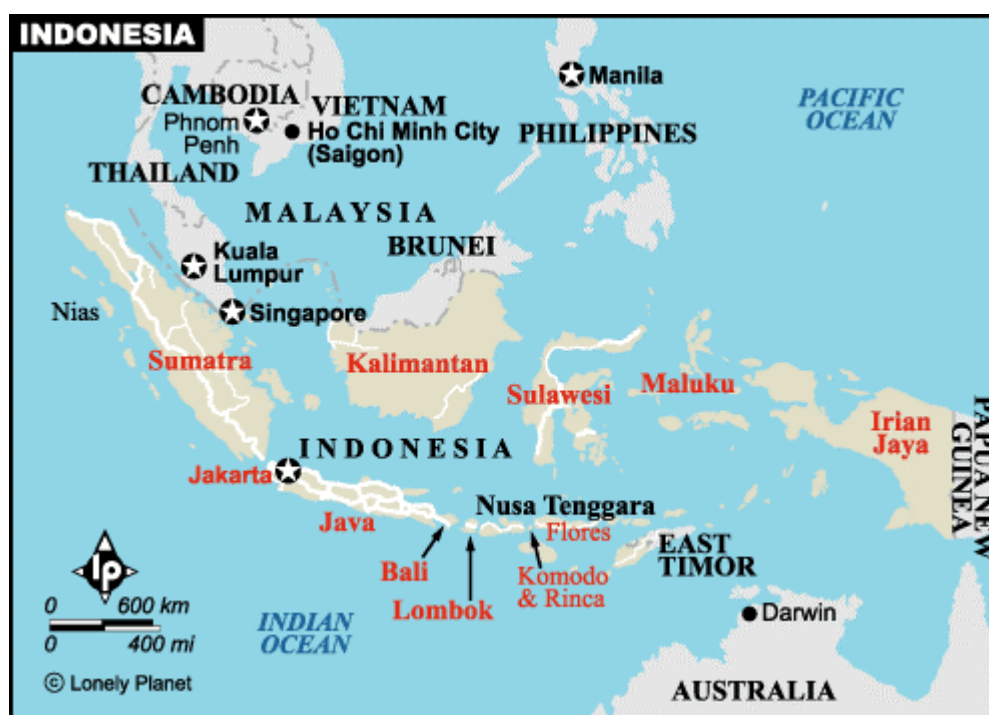 INDONESIA
CAMBODIA
Phnom
Penh
VIETNAM
Ho Chi Minh City
(Saigon)
THAILAND
Manila
PHILIPPINES
PACIFIC
OCEAN
MALAYSIA
BRUNEI
Kuala
Lumpur
Nias
Singapore
Sumatra
Kalimantan
Sulawesi
Maluku
Irian
Jaya
PAPUA NEW
GUINEA
INDONESIA
Jakarta
Java
Nusa Tenggara
Flores
Bali
Lombok
Komodo
& Rinca
EAST
TIMOR
Darwin
lp
0 600 km
0 400 mi
INDIAN
OCEAN
© Lonely Planet
AUSTRALIA